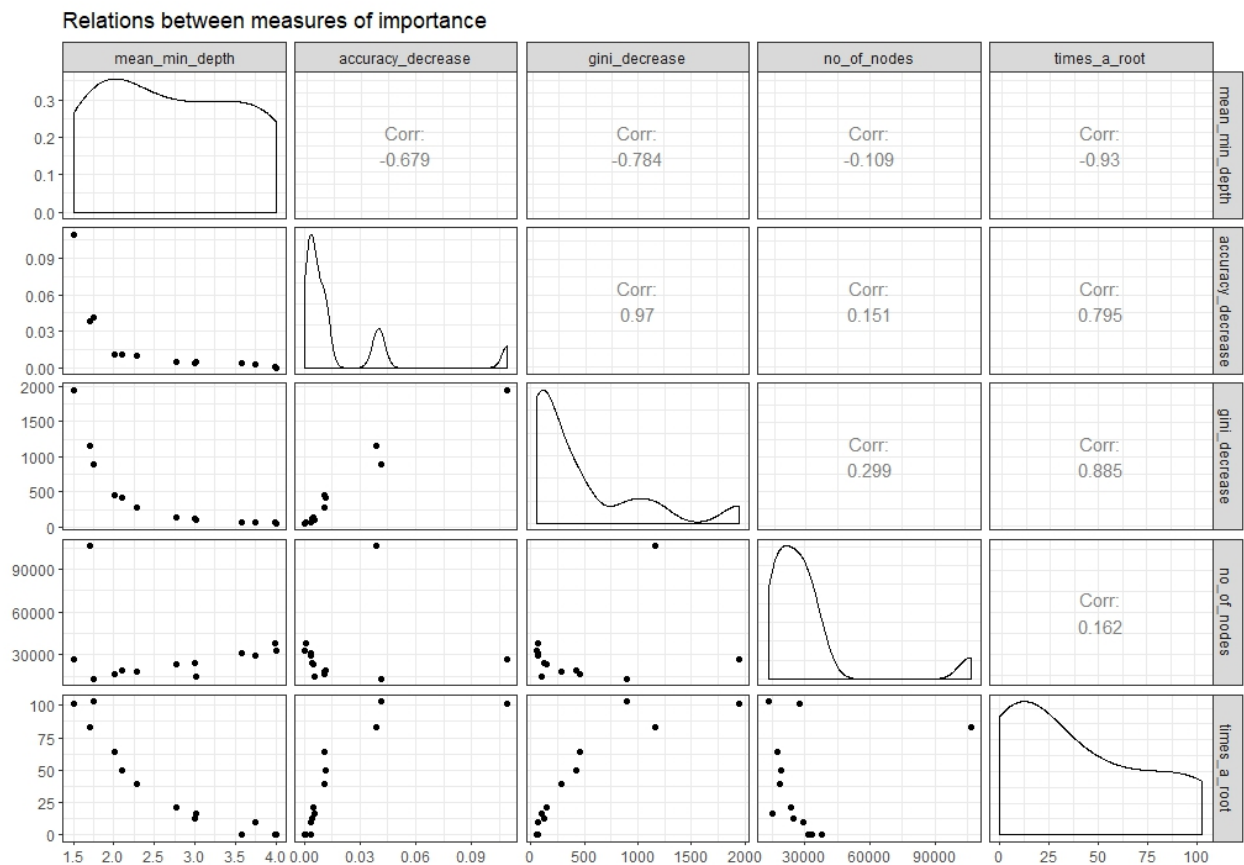 Relations between measures of importance
mean_min_depth
accuracy_decrease
gini_decrease
no_of_nodes
times_a_root
0.3
0.2
0.1
0.0
Corr:
-0.679
Corr:
-0.784
Corr:
-0.109
Corr:
-0.93
mean_min_depth
0.09
0.06
0.03
0.00
Corr:
0.97
Corr:
0.151
Corr:
0.795
accuracy_decrease
2000
1500
1000
500
0
Corr:
0.299
Corr:
0.885
gini_decrease
90000
60000
30000
Corr:
0.162
no_of_nodes
100
75
50
25
0
times_a_root
1.5 2.0 2.5 3.0 3.5 4.0
0.00 0.03 0.06 0.09
0 500 1000 1500 2000
30000 60000 90000
0 25 50 75 100